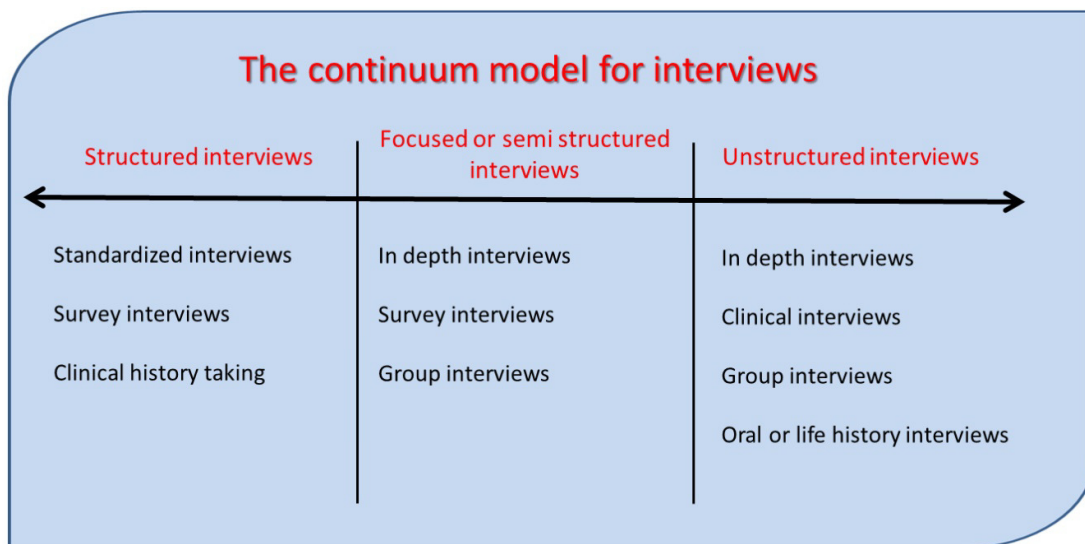 The continuum model for interviews
Structured interviews
Focused or semi structured
interviews
Unstructured interviews
Standardized interviews
Survey interviews
Clinical history taking
In depth interviews
Survey interviews
Group interviews
In depth interviews
Clinical interviews
Group interviews
Oral or life history interviews